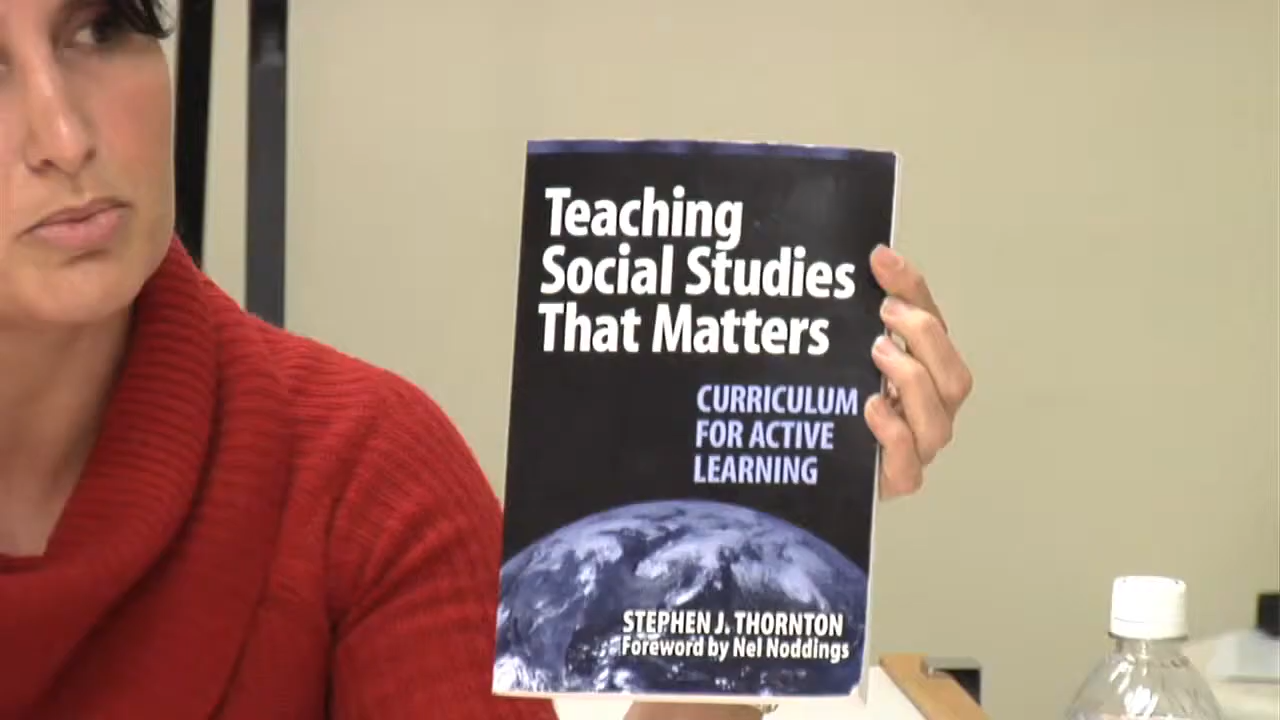 Teaching
Social Studies
That Matters
CURRICULUM
FOR ACTIVE
LEARNING
STEPHEN J. THORNTON
Foreword by Nel Noddings